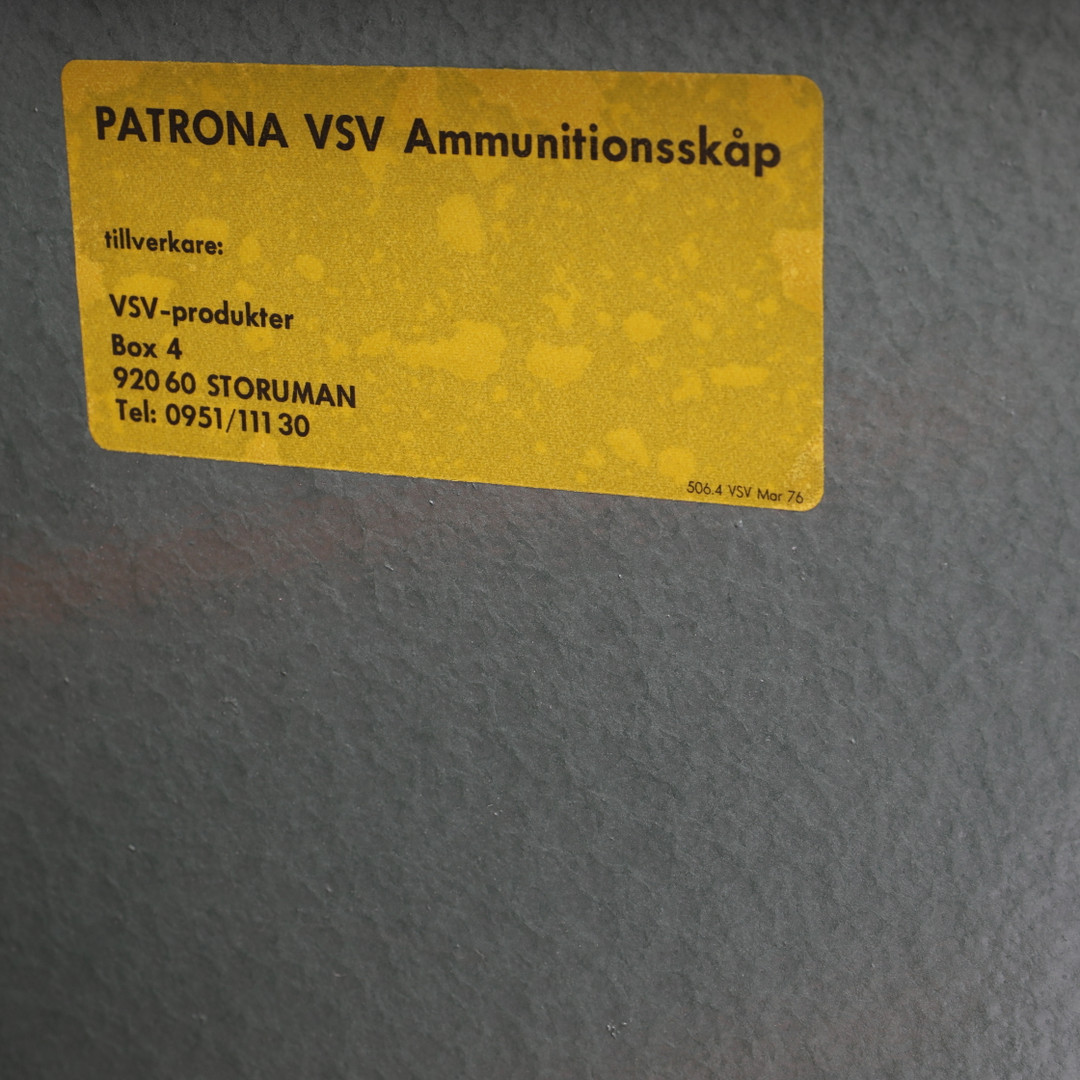 PATRONA VSV Ammunitionsskåp
tillverkare:
VSV-produkter
Box 4
920 60 STORUMAN
Tel: 0951/111 30
506.4 VSV Mar 76